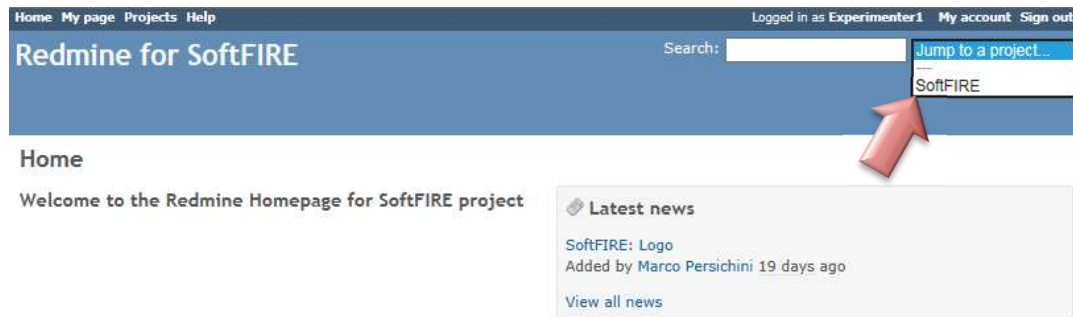 Home My page Projects Help
Logged in as Experimenter1 My account Sign out
Redmine for SoftFIRE
Search:
Jump to a project...
---
SoftFIRE
Home
Welcome to the Redmine Homepage for SoftFIRE project
Latest news
SoftFIRE: Logo
Added by Marco Persichini 19 days ago
View all news